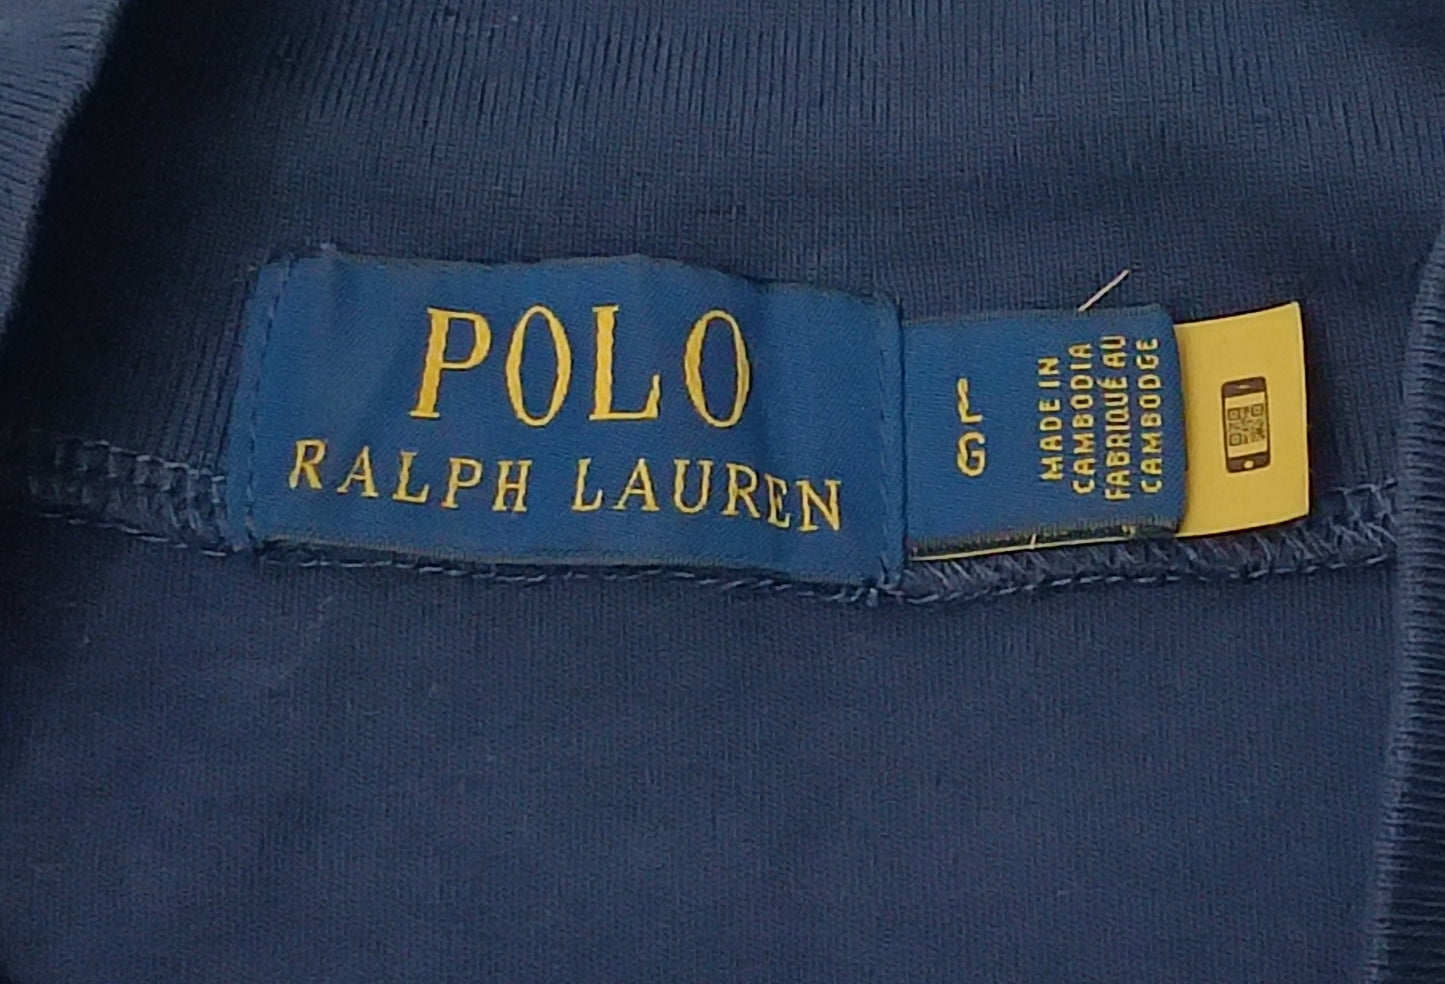 POLO
RALPH LAUREN
L
G
MADE IN
CAMBODIA
FABRIQUÉ AU
CAMBODGE